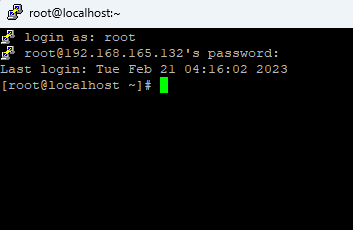 root@localhost:~
login as: root
root@192.168.165.132's password:
Last login: Tue Feb 21 04:16:02 2023
[root@localhost ~]#